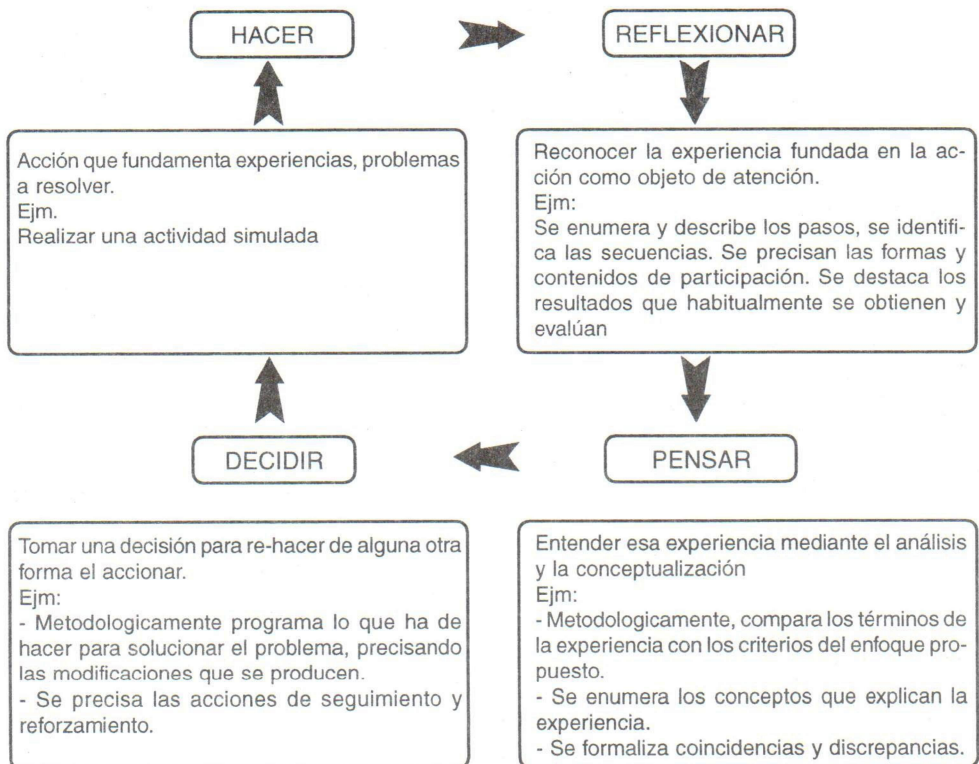 HACER
REFLEXIONAR
Acción que fundamenta experiencias, problemas
a resolver.
Ejm.
Realizar una actividad simulada
Reconocer la experiencia fundada en la ac-
ción como objeto de atención.
Ejm:
Se enumera y describe los pasos, se identifi-
ca las secuencias. Se precisan las formas y
contenidos de participación. Se destaca los
resultados que habitualmente se obtienen y
evalúan
DECIDIR
PENSAR
Tomar una decisión para re-hacer de alguna otra
forma el accionar.
Ejm:
- Metodologicamente programa lo que ha de
hacer para solucionar el problema, precisando
las modificaciones que se producen.
- Se precisa las acciones de seguimiento y
reforzamiento.
Entender esa experiencia mediante el análisis
y la conceptualización
Ejm:
- Metodologicamente, compara los términos de
la experiencia con los criterios del enfoque pro-
puesto.
- Se enumera los conceptos que explican la
experiencia.
- Se formaliza coincidencias y discrepancias.